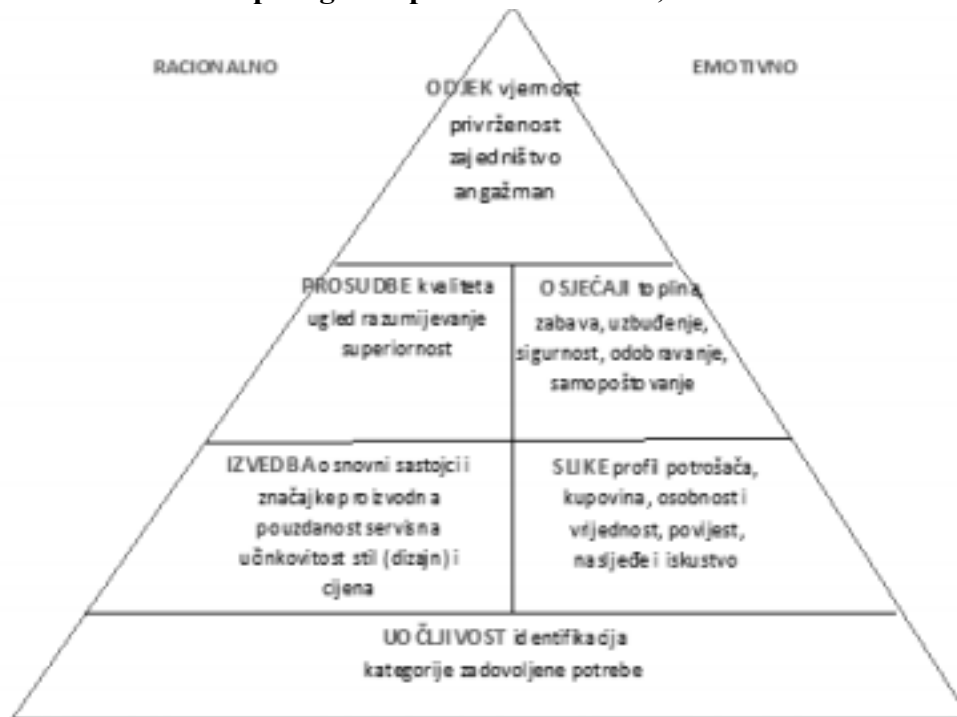 RACIONALNO
EMOTIVNO
ODJEK vjernost
privrženost
zajedništvo
angažman
PROSUDBE kvaliteta
ugled razumijevanje
superiornost
OSJEĆAJI toplina,
zabava, uzbuđenje,
sigurnost, odobravanje,
samopoštovanje
IZVEDBA osnovni sastojci i
značajke proizvodna
pouzdanost servisna
učinkovitost stil (dizajn) i
cijena
SLIKE profil potrošača,
kupovina, osobnost i
vrijednost, povijest,
nasljeđe i iskustvo
UOČLJIVOST identifikacija
kategorije zadovoljene potrebe